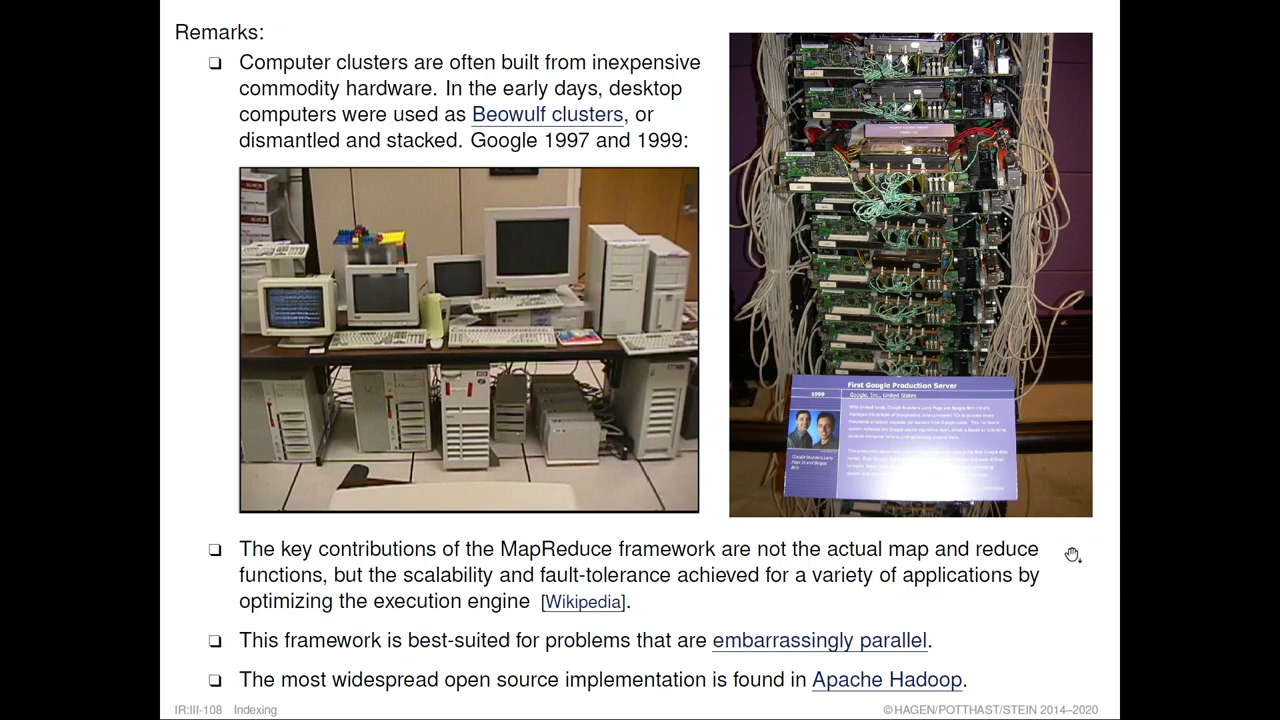 Remarks:
❑ Computer clusters are often built from inexpensive
commodity hardware. In the early days, desktop
computers were used as Beowulf clusters, or
dismantled and stacked. Google 1997 and 1999:
First Google Production Server
1999
Google, Inc., United States
❑ The key contributions of the MapReduce framework are not the actual map and reduce
functions, but the scalability and fault-tolerance achieved for a variety of applications by
optimizing the execution engine [Wikipedia].
❑ This framework is best-suited for problems that are embarrassingly parallel.
❑ The most widespread open source implementation is found in Apache Hadoop.
IR:III-108 Indexing
©HAGEN/POTTHAST/STEIN 2014–2020